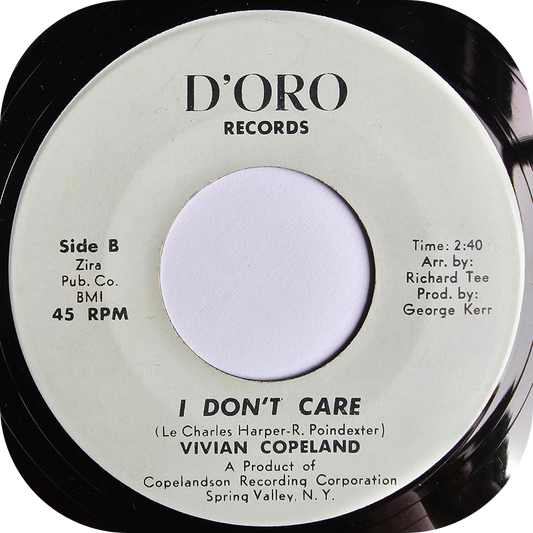 D'ORO
RECORDS
Side B
Zira
Pub. Co.
BMI
45 RPM
Time: 2:40
Arr. by:
Richard Tee
Prod. by:
George Kerr
I DON'T CARE
(Le Charles Harper-R. Poindexter)
VIVIAN COPELAND
A Product of
Copelandson Recording Corporation
Spring Valley, N. Y.